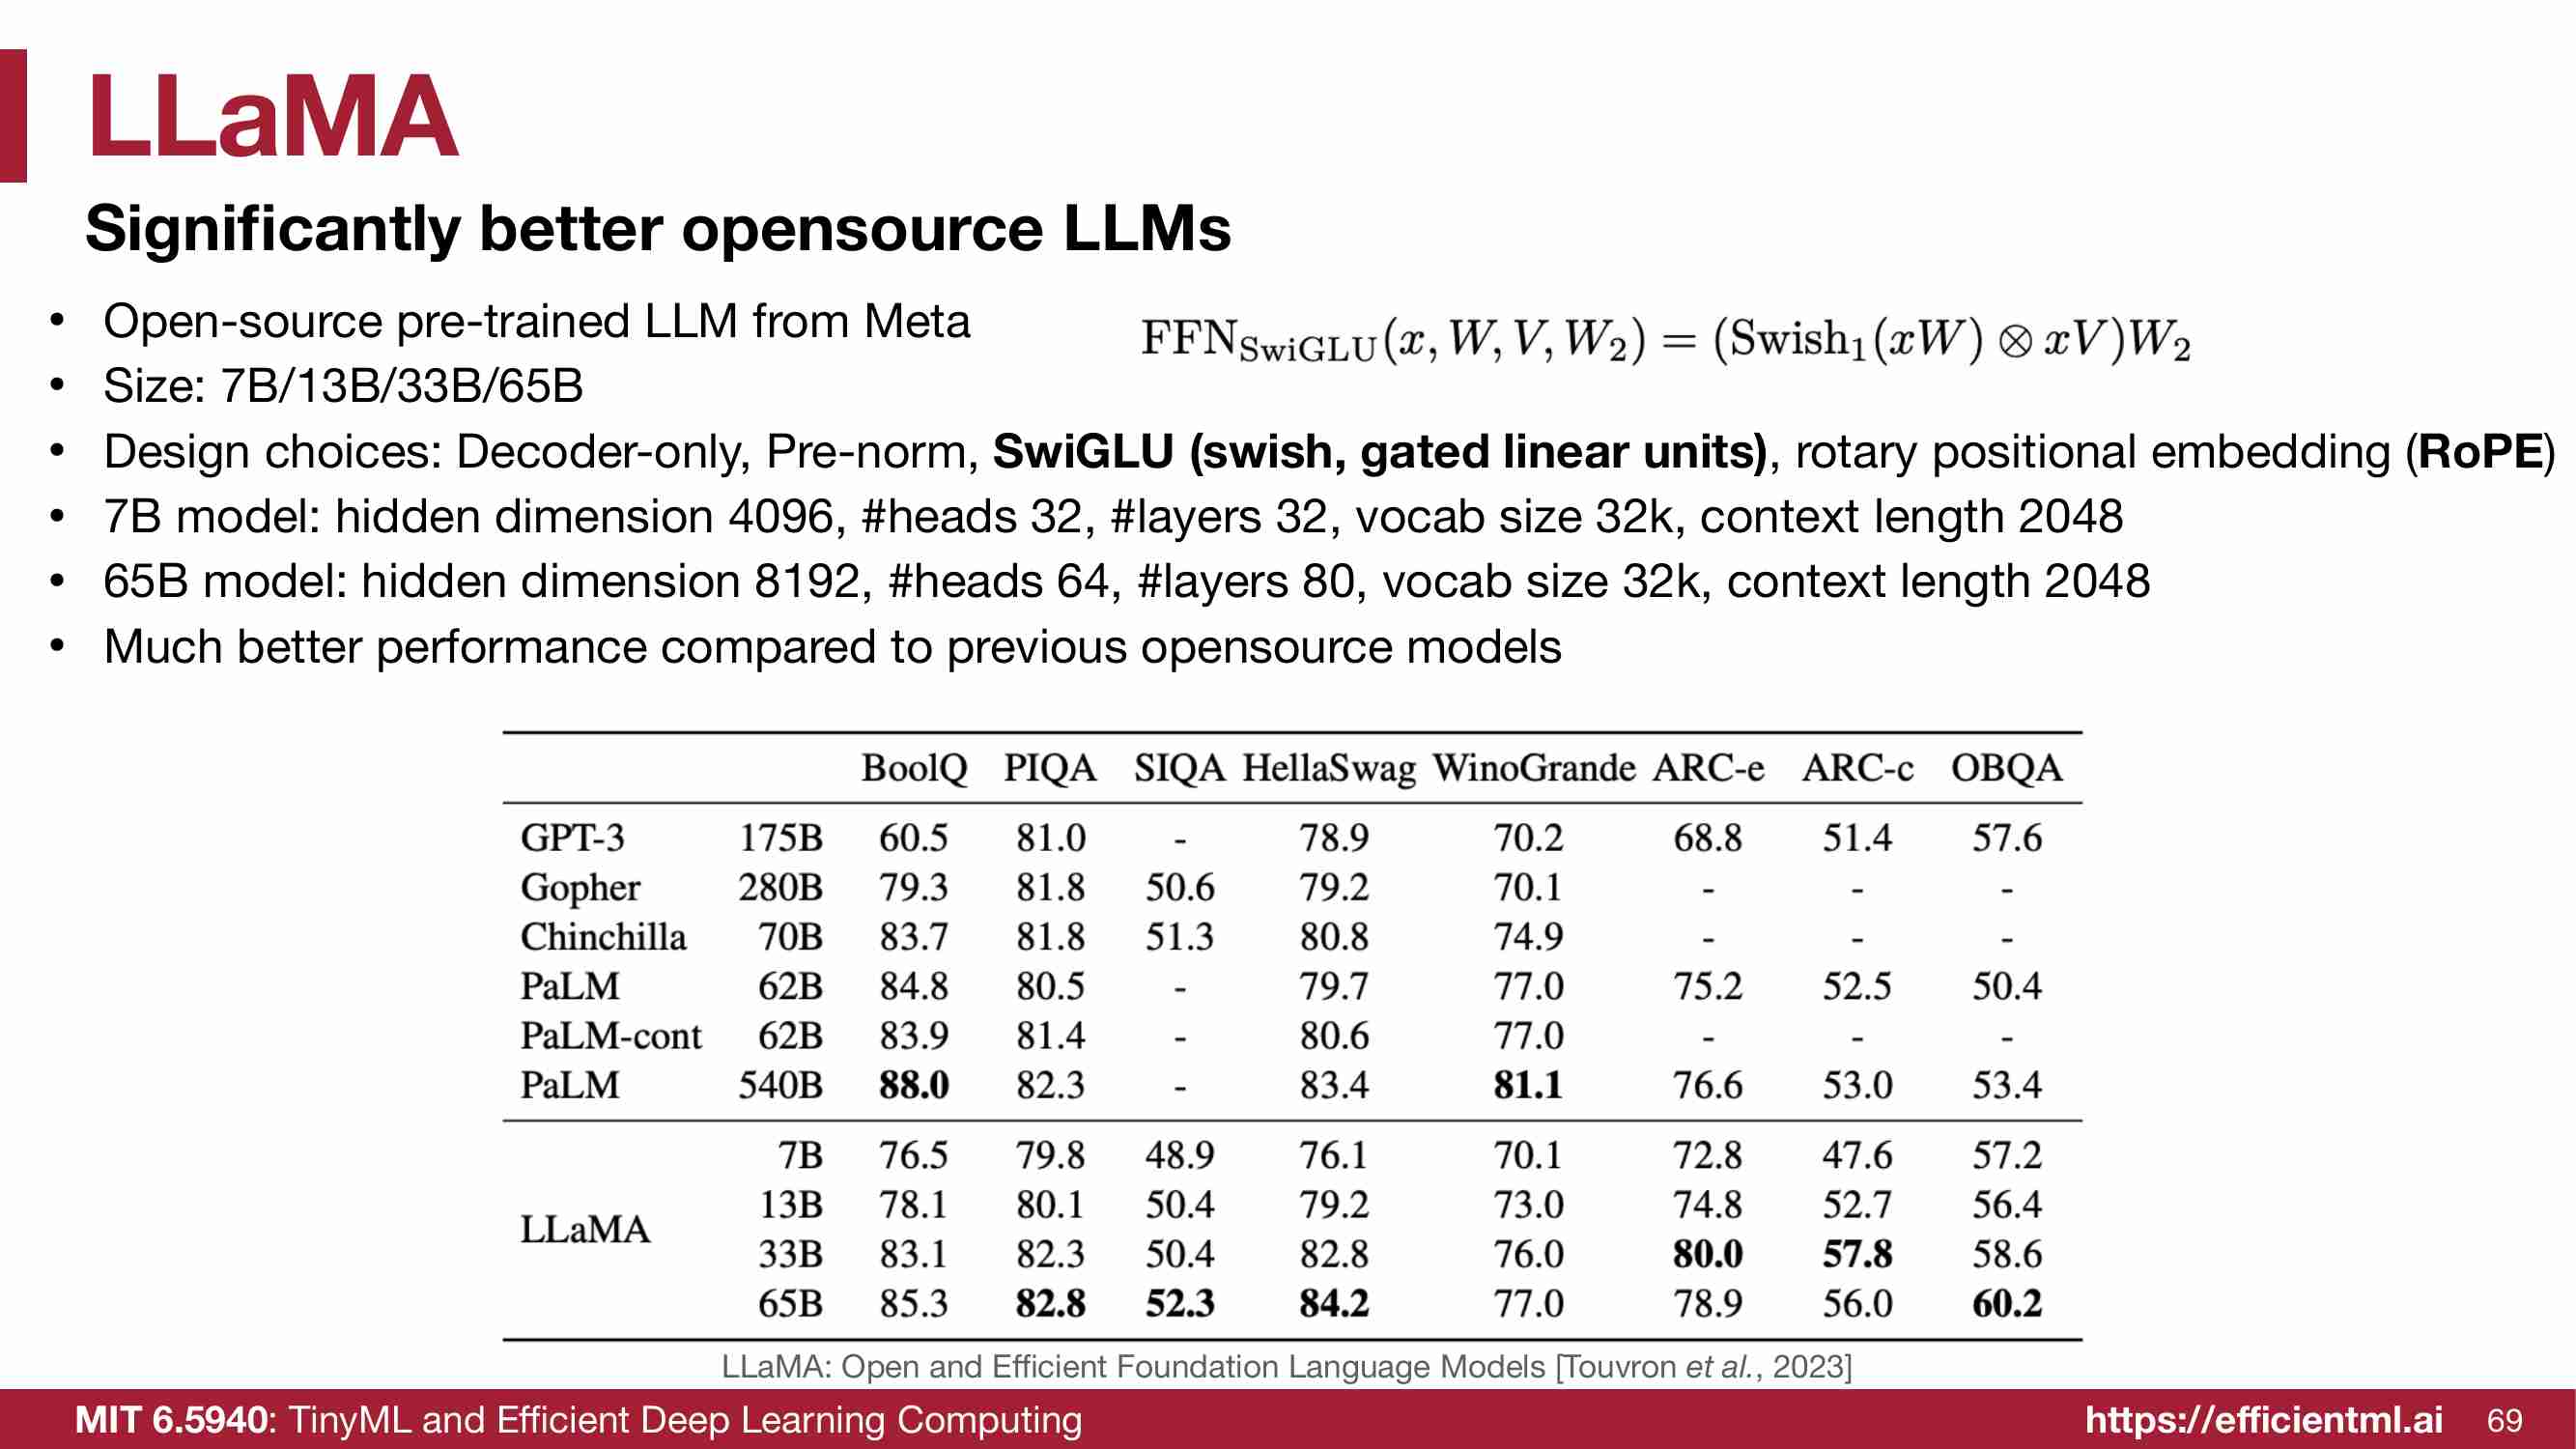 LLaMA
Significantly better opensource LLMs
• Open-source pre-trained LLM from Meta
FFN_SwiGLU(x, W, V, W₂) = (Swish₁(xW) ⊗ xV)W₂
• Size: 7B/13B/33B/65B
• Design choices: Decoder-only, Pre-norm, SwiGLU (swish, gated linear units), rotary positional embedding (RoPE)
• 7B model: hidden dimension 4096, #heads 32, #layers 32, vocab size 32k, context length 2048
• 65B model: hidden dimension 8192, #heads 64, #layers 80, vocab size 32k, context length 2048
• Much better performance compared to previous opensource models
BoolQ PIQA SIQA HellaSwag WinoGrande ARC-e ARC-c OBQA
GPT-3 175B 60.5 81.0 - 78.9 70.2 68.8 51.4 57.6
Gopher 280B 79.3 81.8 50.6 79.2 70.1 - - -
Chinchilla 70B 83.7 81.8 51.3 80.8 74.9 - - -
PaLM 62B 84.8 80.5 - 79.7 77.0 75.2 52.5 50.4
PaLM-cont 62B 83.9 81.4 - 80.6 77.0 - - -
PaLM 540B 88.0 82.3 - 83.4 81.1 76.6 53.0 53.4
LLaMA
7B 76.5 79.8 48.9 76.1 70.1 72.8 47.6 57.2
13B 78.1 80.1 50.4 79.2 73.0 74.8 52.7 56.4
33B 83.1 82.3 50.4 82.8 76.0 80.0 57.8 58.6
65B 85.3 82.8 52.3 84.2 77.0 78.9 56.0 60.2
LLaMA: Open and Efficient Foundation Language Models [Touvron et al., 2023]
MIT 6.5940: TinyML and Efficient Deep Learning Computing
https://efficientml.ai 69